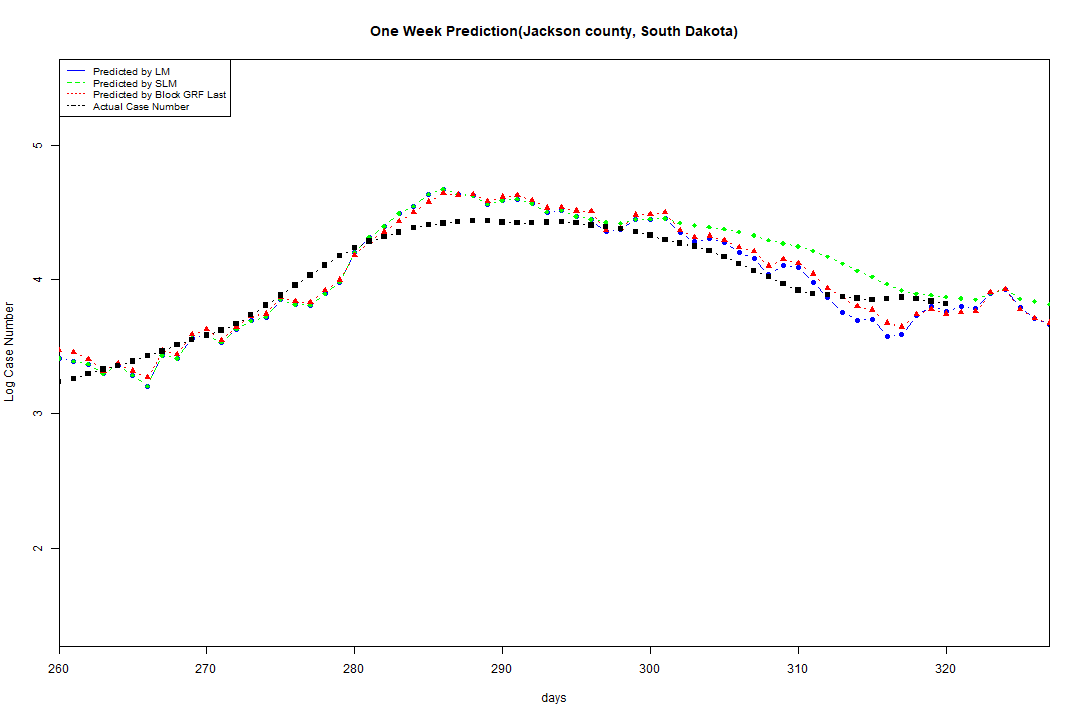 One Week Prediction(Jackson county, South Dakota)
Predicted by LM
Predicted by SLM
Predicted by Block GRF Last
Actual Case Number
5
4
3
2
Log Case Number
260 270 280 290 300 310 320
days